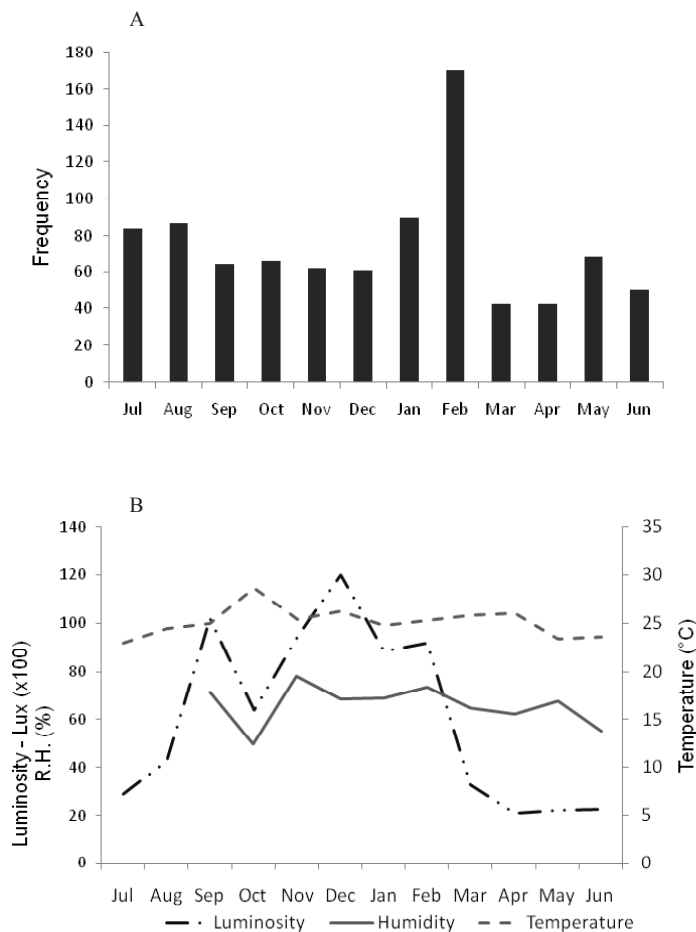 A
180
160
140
120
100
80
60
40
20
0
Frequency
Jul Aug Sep Oct Nov Dec Jan Feb Mar Apr May Jun
B
140
120
100
80
60
40
20
0
Luminosity - Lux (x100)
R.H. (%)
35
30
25
20
15
10
5
0
Temperature (°C)
Jul Aug Sep Oct Nov Dec Jan Feb Mar Apr May Jun
Luminosity Humidity Temperature